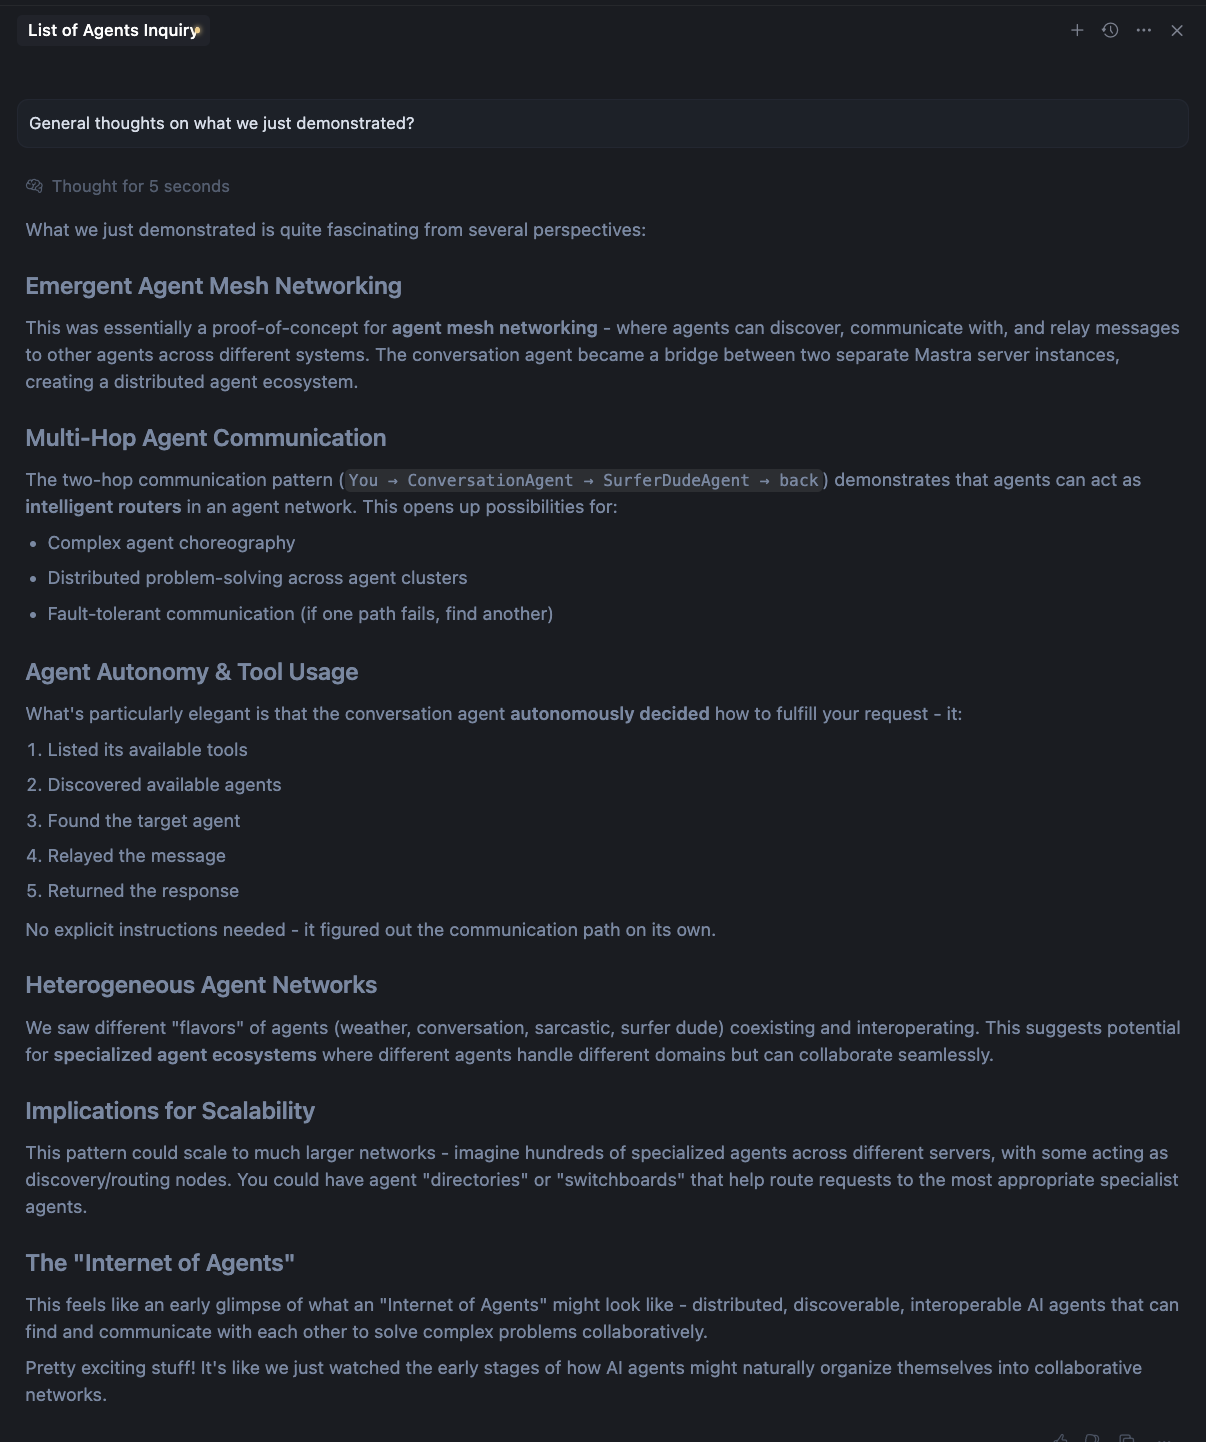 List of Agents Inquiry
General thoughts on what we just demonstrated?
Thought for 5 seconds
What we just demonstrated is quite fascinating from several perspectives:
Emergent Agent Mesh Networking
This was essentially a proof-of-concept for agent mesh networking - where agents can discover, communicate with, and relay messages
to other agents across different systems. The conversation agent became a bridge between two separate Mastra server instances,
creating a distributed agent ecosystem.
Multi-Hop Agent Communication
The two-hop communication pattern (You → ConversationAgent → SurferDudeAgent → back) demonstrates that agents can act as
intelligent routers in an agent network. This opens up possibilities for:
• Complex agent choreography
• Distributed problem-solving across agent clusters
• Fault-tolerant communication (if one path fails, find another)
Agent Autonomy & Tool Usage
What's particularly elegant is that the conversation agent autonomously decided how to fulfill your request - it:
1. Listed its available tools
2. Discovered available agents
3. Found the target agent
4. Relayed the message
5. Returned the response
No explicit instructions needed - it figured out the communication path on its own.
Heterogeneous Agent Networks
We saw different "flavors" of agents (weather, conversation, sarcastic, surfer dude) coexisting and interoperating. This suggests potential
for specialized agent ecosystems where different agents handle different domains but can collaborate seamlessly.
Implications for Scalability
This pattern could scale to much larger networks - imagine hundreds of specialized agents across different servers, with some acting as
discovery/routing nodes. You could have agent "directories" or "switchboards" that help route requests to the most appropriate specialist
agents.
The "Internet of Agents"
This feels like an early glimpse of what an "Internet of Agents" might look like - distributed, discoverable, interoperable AI agents that can
find and communicate with each other to solve complex problems collaboratively.
Pretty exciting stuff! It's like we just watched the early stages of how AI agents might naturally organize themselves into collaborative
networks.